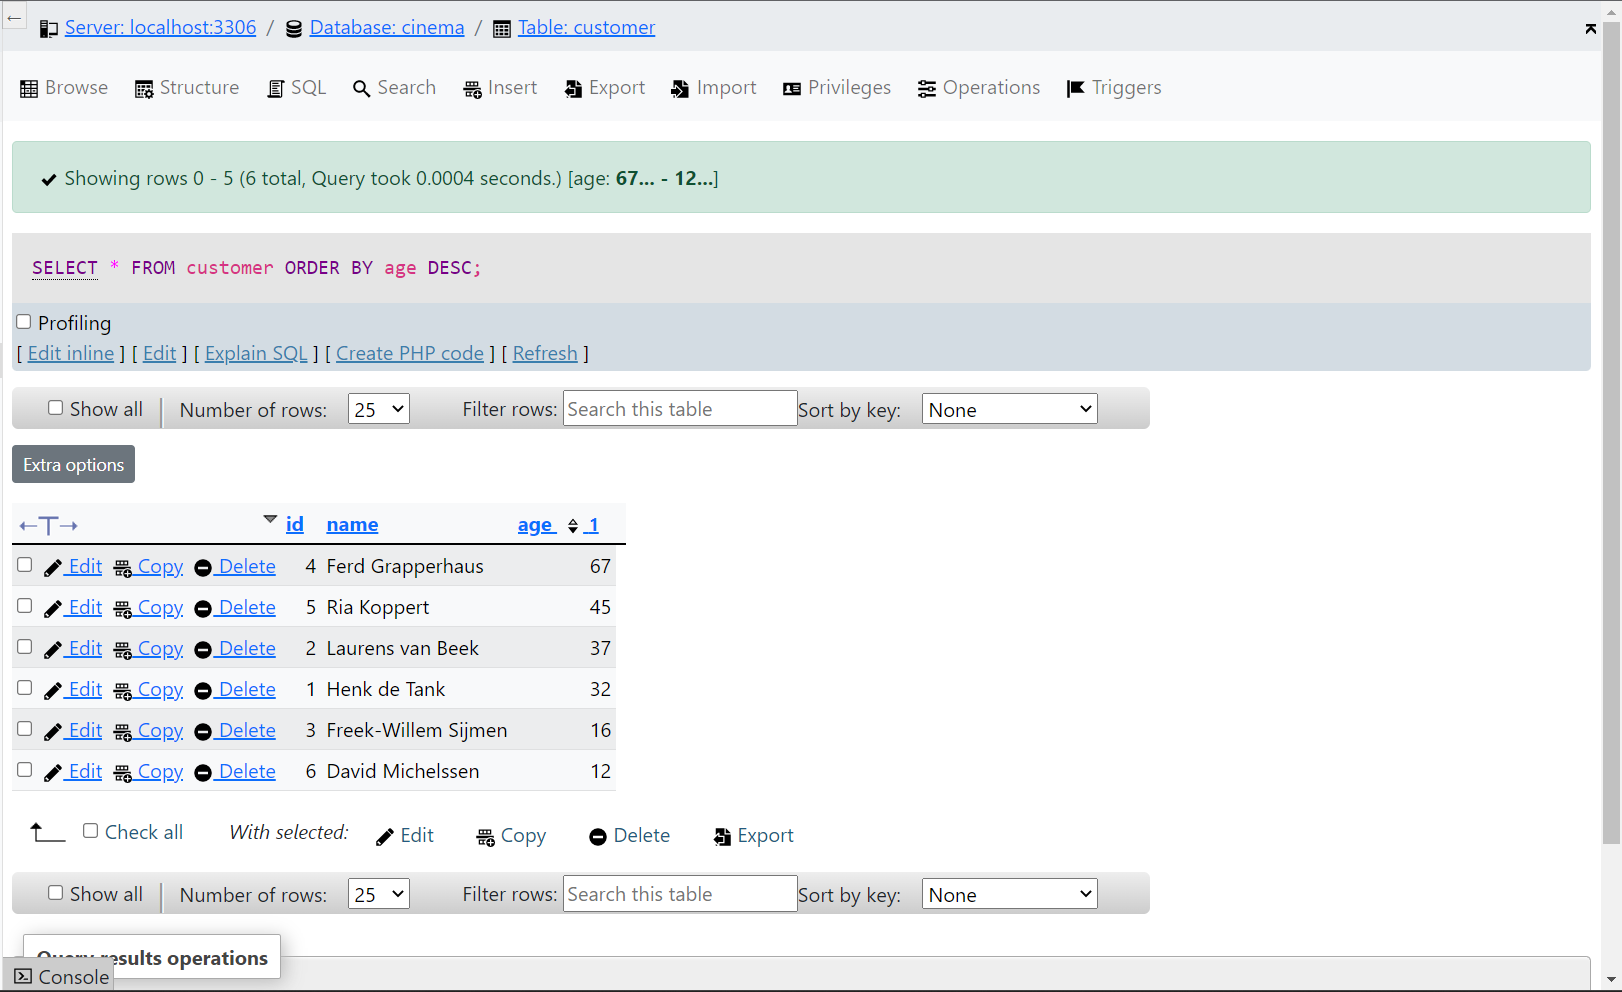 Server: localhost:3306 / Database: cinema / Table: customer
Browse Structure SQL Search Insert Export Import Privileges Operations Triggers
Showing rows 0 - 5 (6 total, Query took 0.0004 seconds.) [age: 67... - 12...]
SELECT * FROM customer ORDER BY age DESC;
Profiling
[ Edit inline ] [ Edit ] [ Explain SQL ] [ Create PHP code ] [ Refresh ]
Show all Number of rows: 25 Filter rows: Search this table Sort by key: None
Extra options
←T→ id name age 1
Edit Copy Delete 4 Ferd Grapperhaus 67
Edit Copy Delete 5 Ria Koppert 45
Edit Copy Delete 2 Laurens van Beek 37
Edit Copy Delete 1 Henk de Tank 32
Edit Copy Delete 3 Freek-Willem Sijmen 16
Edit Copy Delete 6 David Michelssen 12
Check all With selected: Edit Copy Delete Export
Show all Number of rows: 25 Filter rows: Search this table Sort by key: None
Query results operations
Console